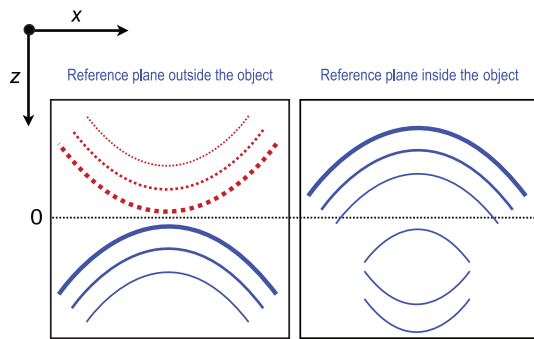 x
z
Reference plane outside the object
Reference plane inside the object
0